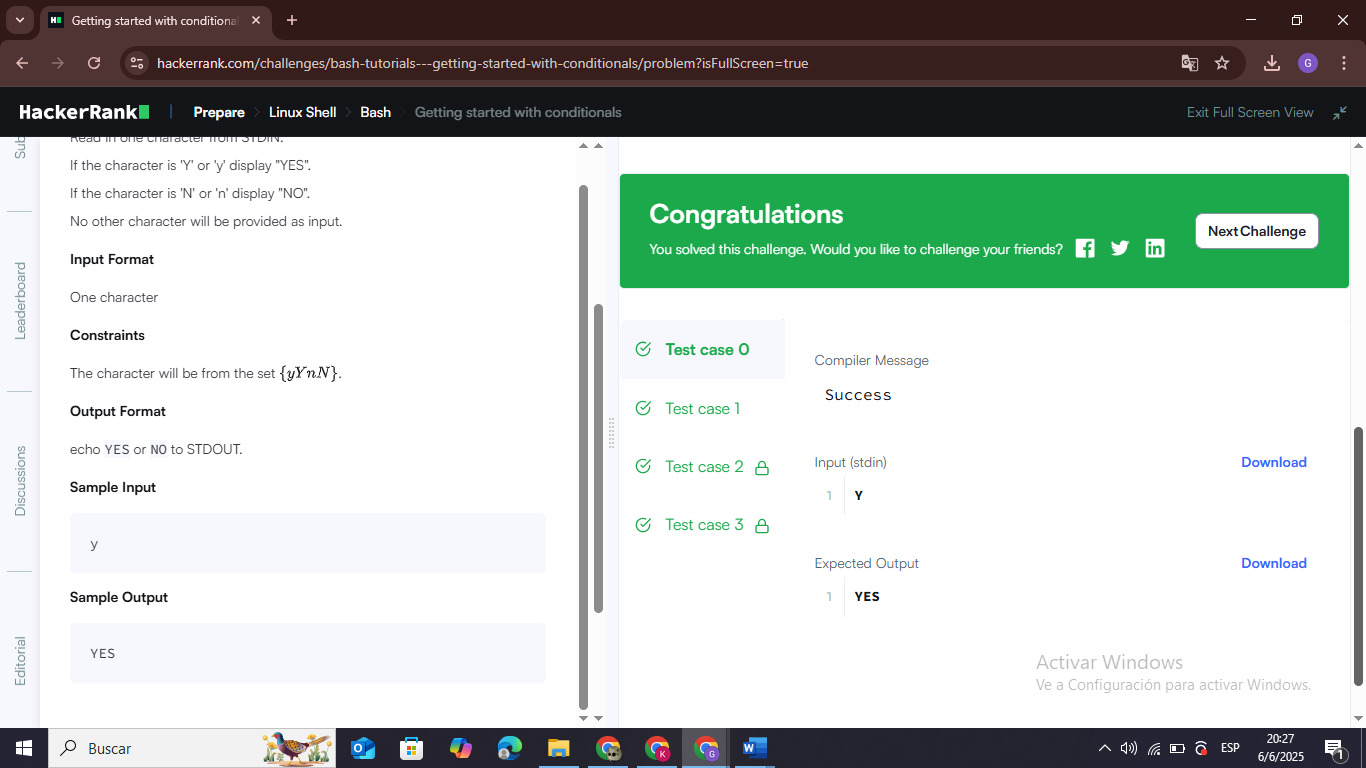 Getting started with conditiona
hackerrank.com/challenges/bash-tutorials---getting-started-with-conditionals/problem?isFullScreen=true
G
HackerRank
Prepare
Linux Shell
Bash
Getting started with conditionals
Exit Full Screen View
Sub
Leaderboard
Discussions
Editorial
Read in one character from STDIN.
If the character is 'Y' or 'y' display "YES".
If the character is 'N' or 'n' display "NO".
No other character will be provided as input.
Input Format
One character
Constraints
The character will be from the set {yYnN}.
Output Format
echo YES or NO to STDOUT.
Sample Input
y
Sample Output
YES
Congratulations
You solved this challenge. Would you like to challenge your friends?
Next Challenge
Test case 0
Test case 1
Test case 2
Test case 3
Compiler Message
Success
Input (stdin)
Download
1 Y
Expected Output
Download
1 YES
Activar Windows
Ve a Configuración para activar Windows.
Buscar
ESP
20:27
6/6/2025
1